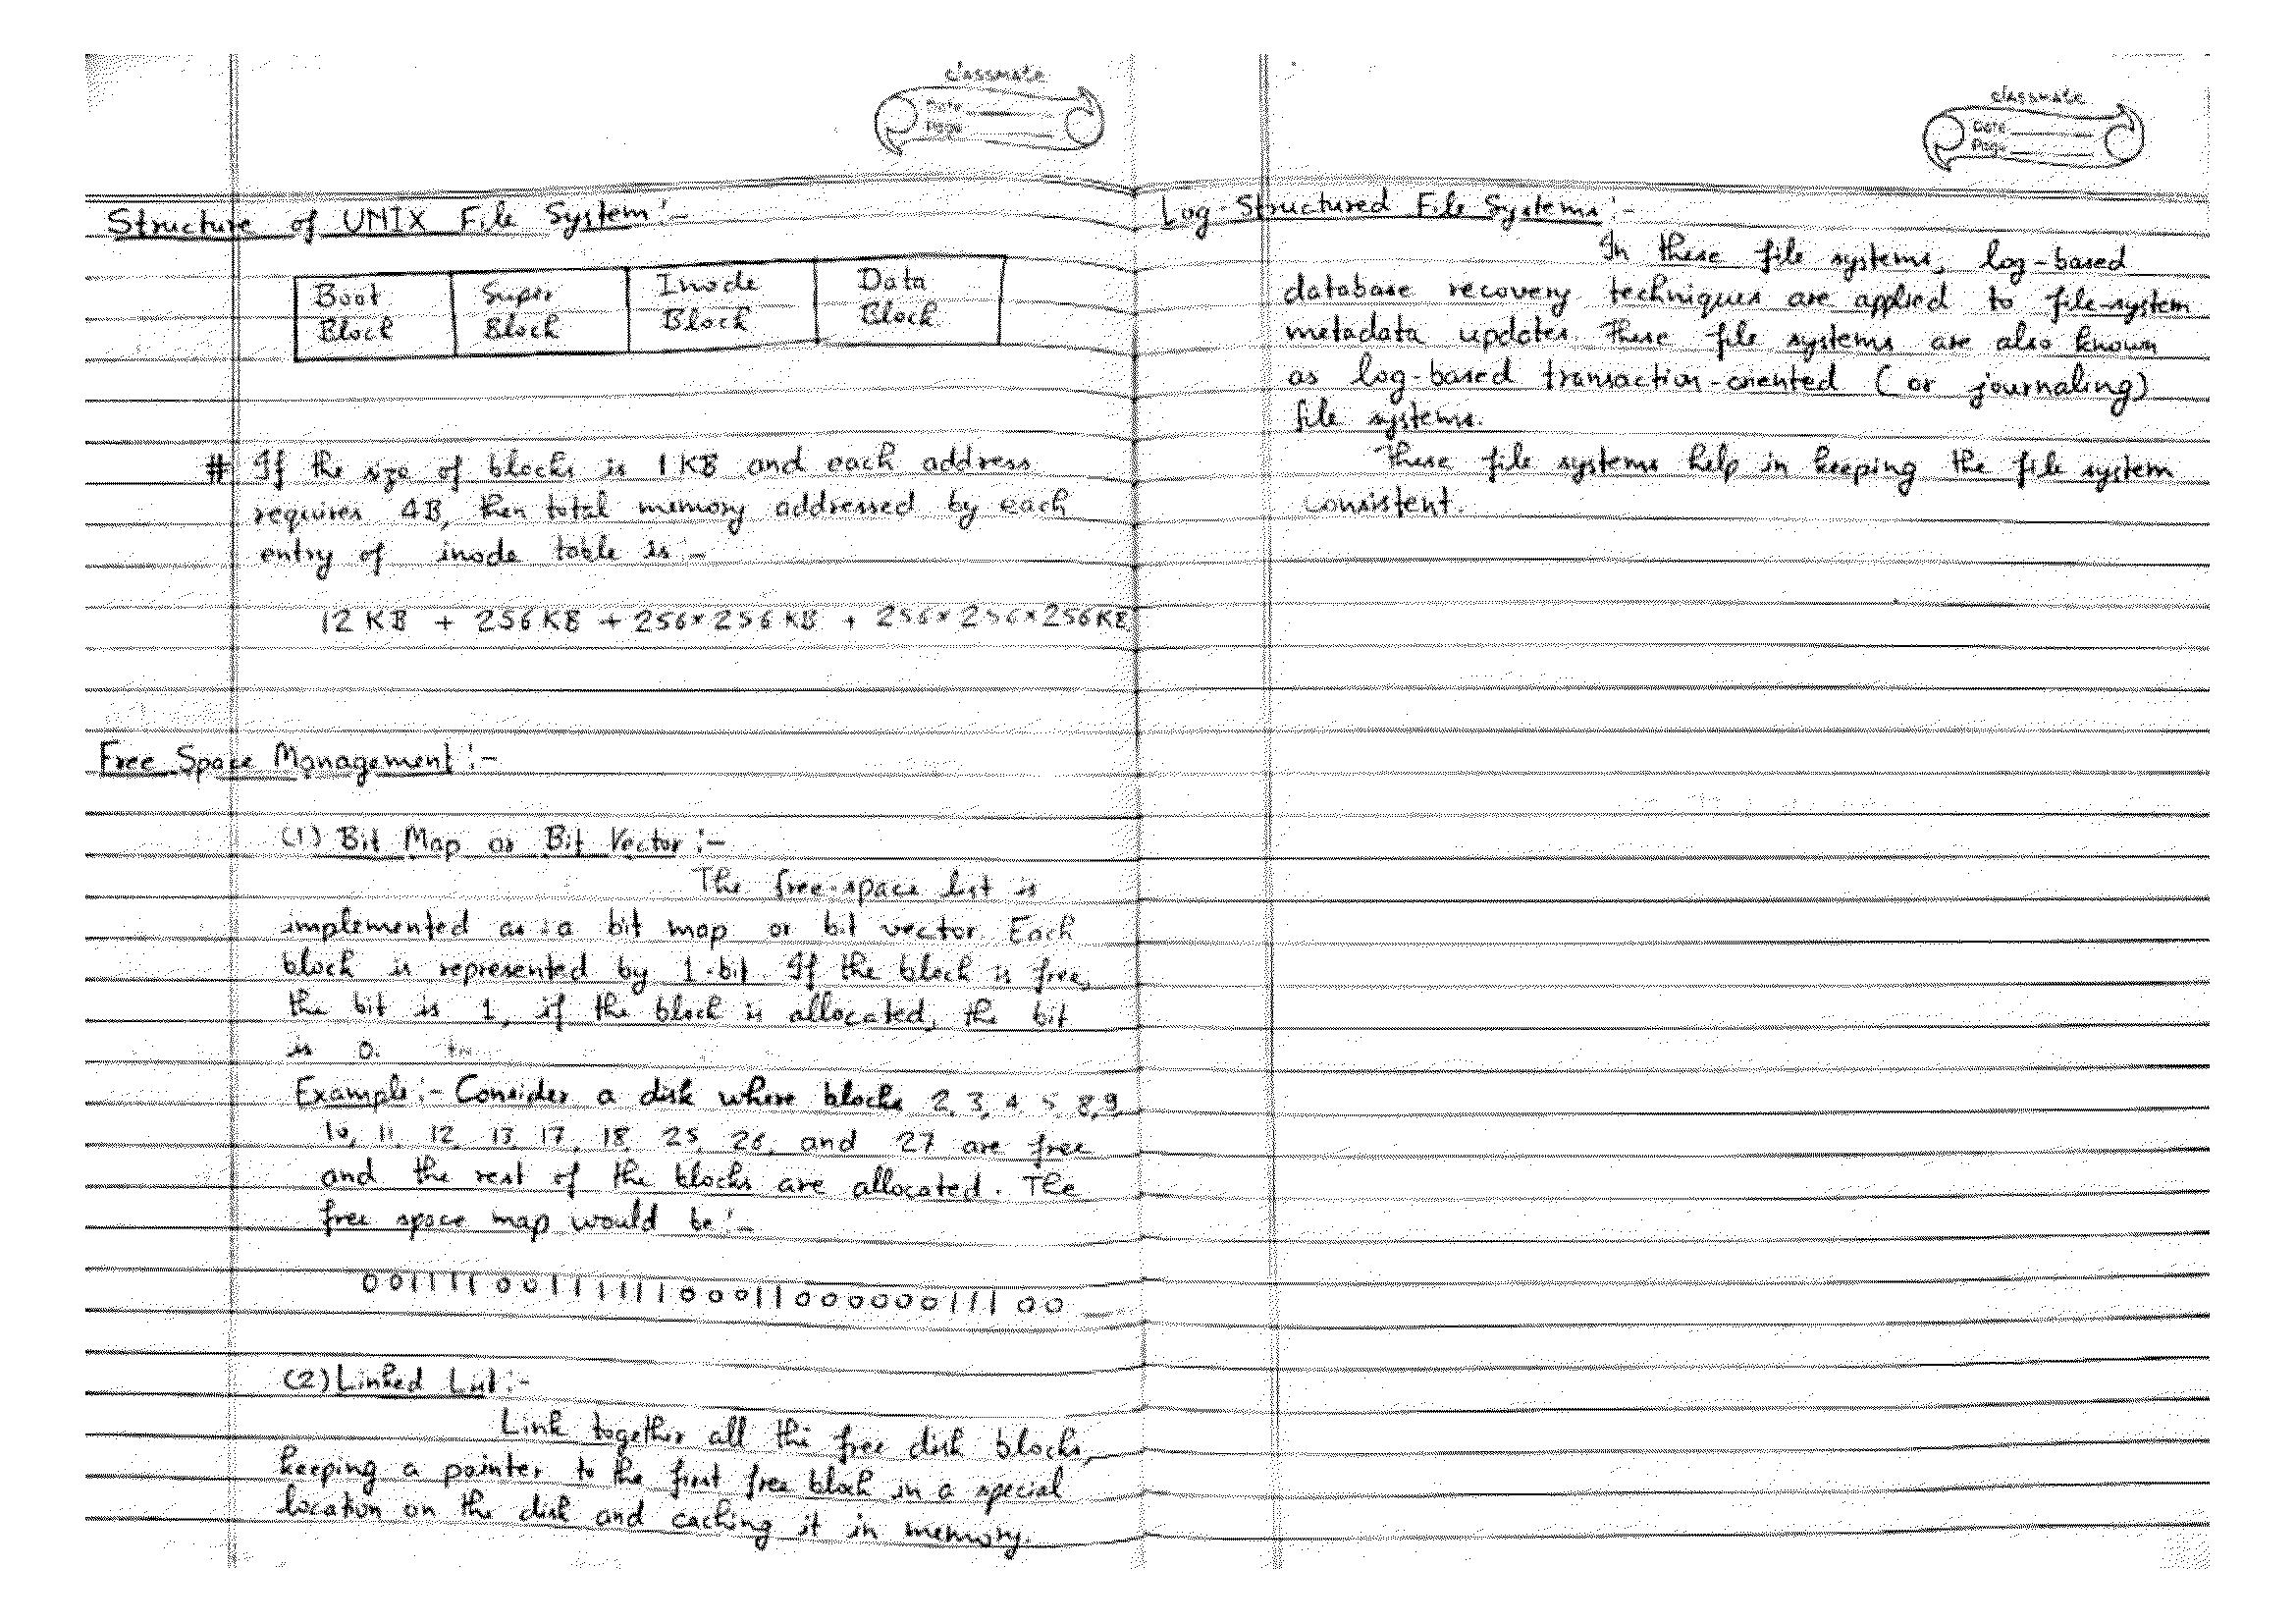 classmate
Date
Page
Structure of UNIX File System :-
Boot Block
Super Block
Inode Block
Data Block
# If the size of blocks is 1 KB and each address
requires 4B, then total memory addressed by each
entry of inode table is :-
12 KB + 256 KB + 256*256 KB + 256*256*256KB
Free Space Management :-
(1) Bit Map or Bit Vector :-
The free-space list is
implemented as a bit map or bit vector. Each
block is represented by 1-bit. If the block is free,
the bit is 1, if the block is allocated, the bit
is 0.
Example :- Consider a disk where blocks 2, 3, 4 5 8, 9
10, 11, 12, 13, 17, 18, 25, 26, and 27 are free
and the rest of the blocks are allocated. The
free space map would be :-
001111001111110001100000011100
(2) Linked List :-
Link together all the free disk blocks,
keeping a pointer to the first free block in a special
location on the disk and caching it in memory.
classmate
Date
Page
Log-Structured File Systems :-
In these file systems, log-based
database recovery techniques are applied to file-system
metadata updates. These file systems are also known
as log-based transaction-oriented (or journaling)
file systems.
These file systems help in keeping the file system
consistent.